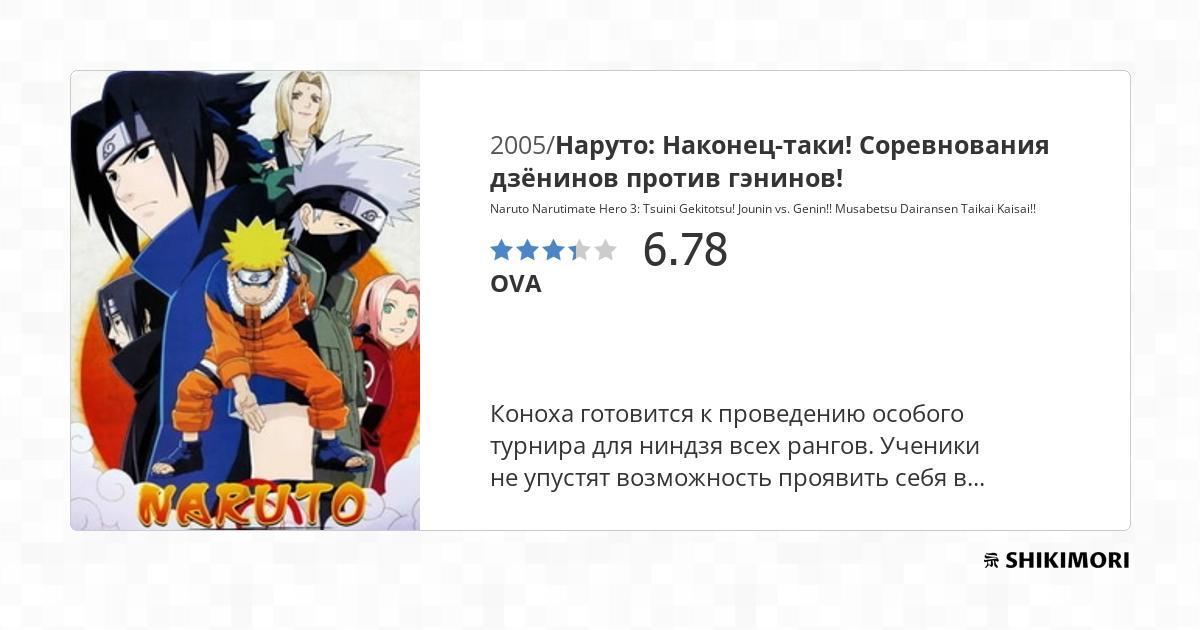 2005/Наруто: Наконец-таки! Соревнования
дзёнинов против гэнинов!
Naruto Narutimate Hero 3: Tsuini Gekitotsu! Jounin vs. Genin!! Musabetsu Dairansen Taikai Kaisai!!
6.78
OVA
Коноха готовится к проведению особого
турнира для ниндзя всех рангов. Ученики
не упустят возможность проявить себя в...
NARUTO
SHIKIMORI